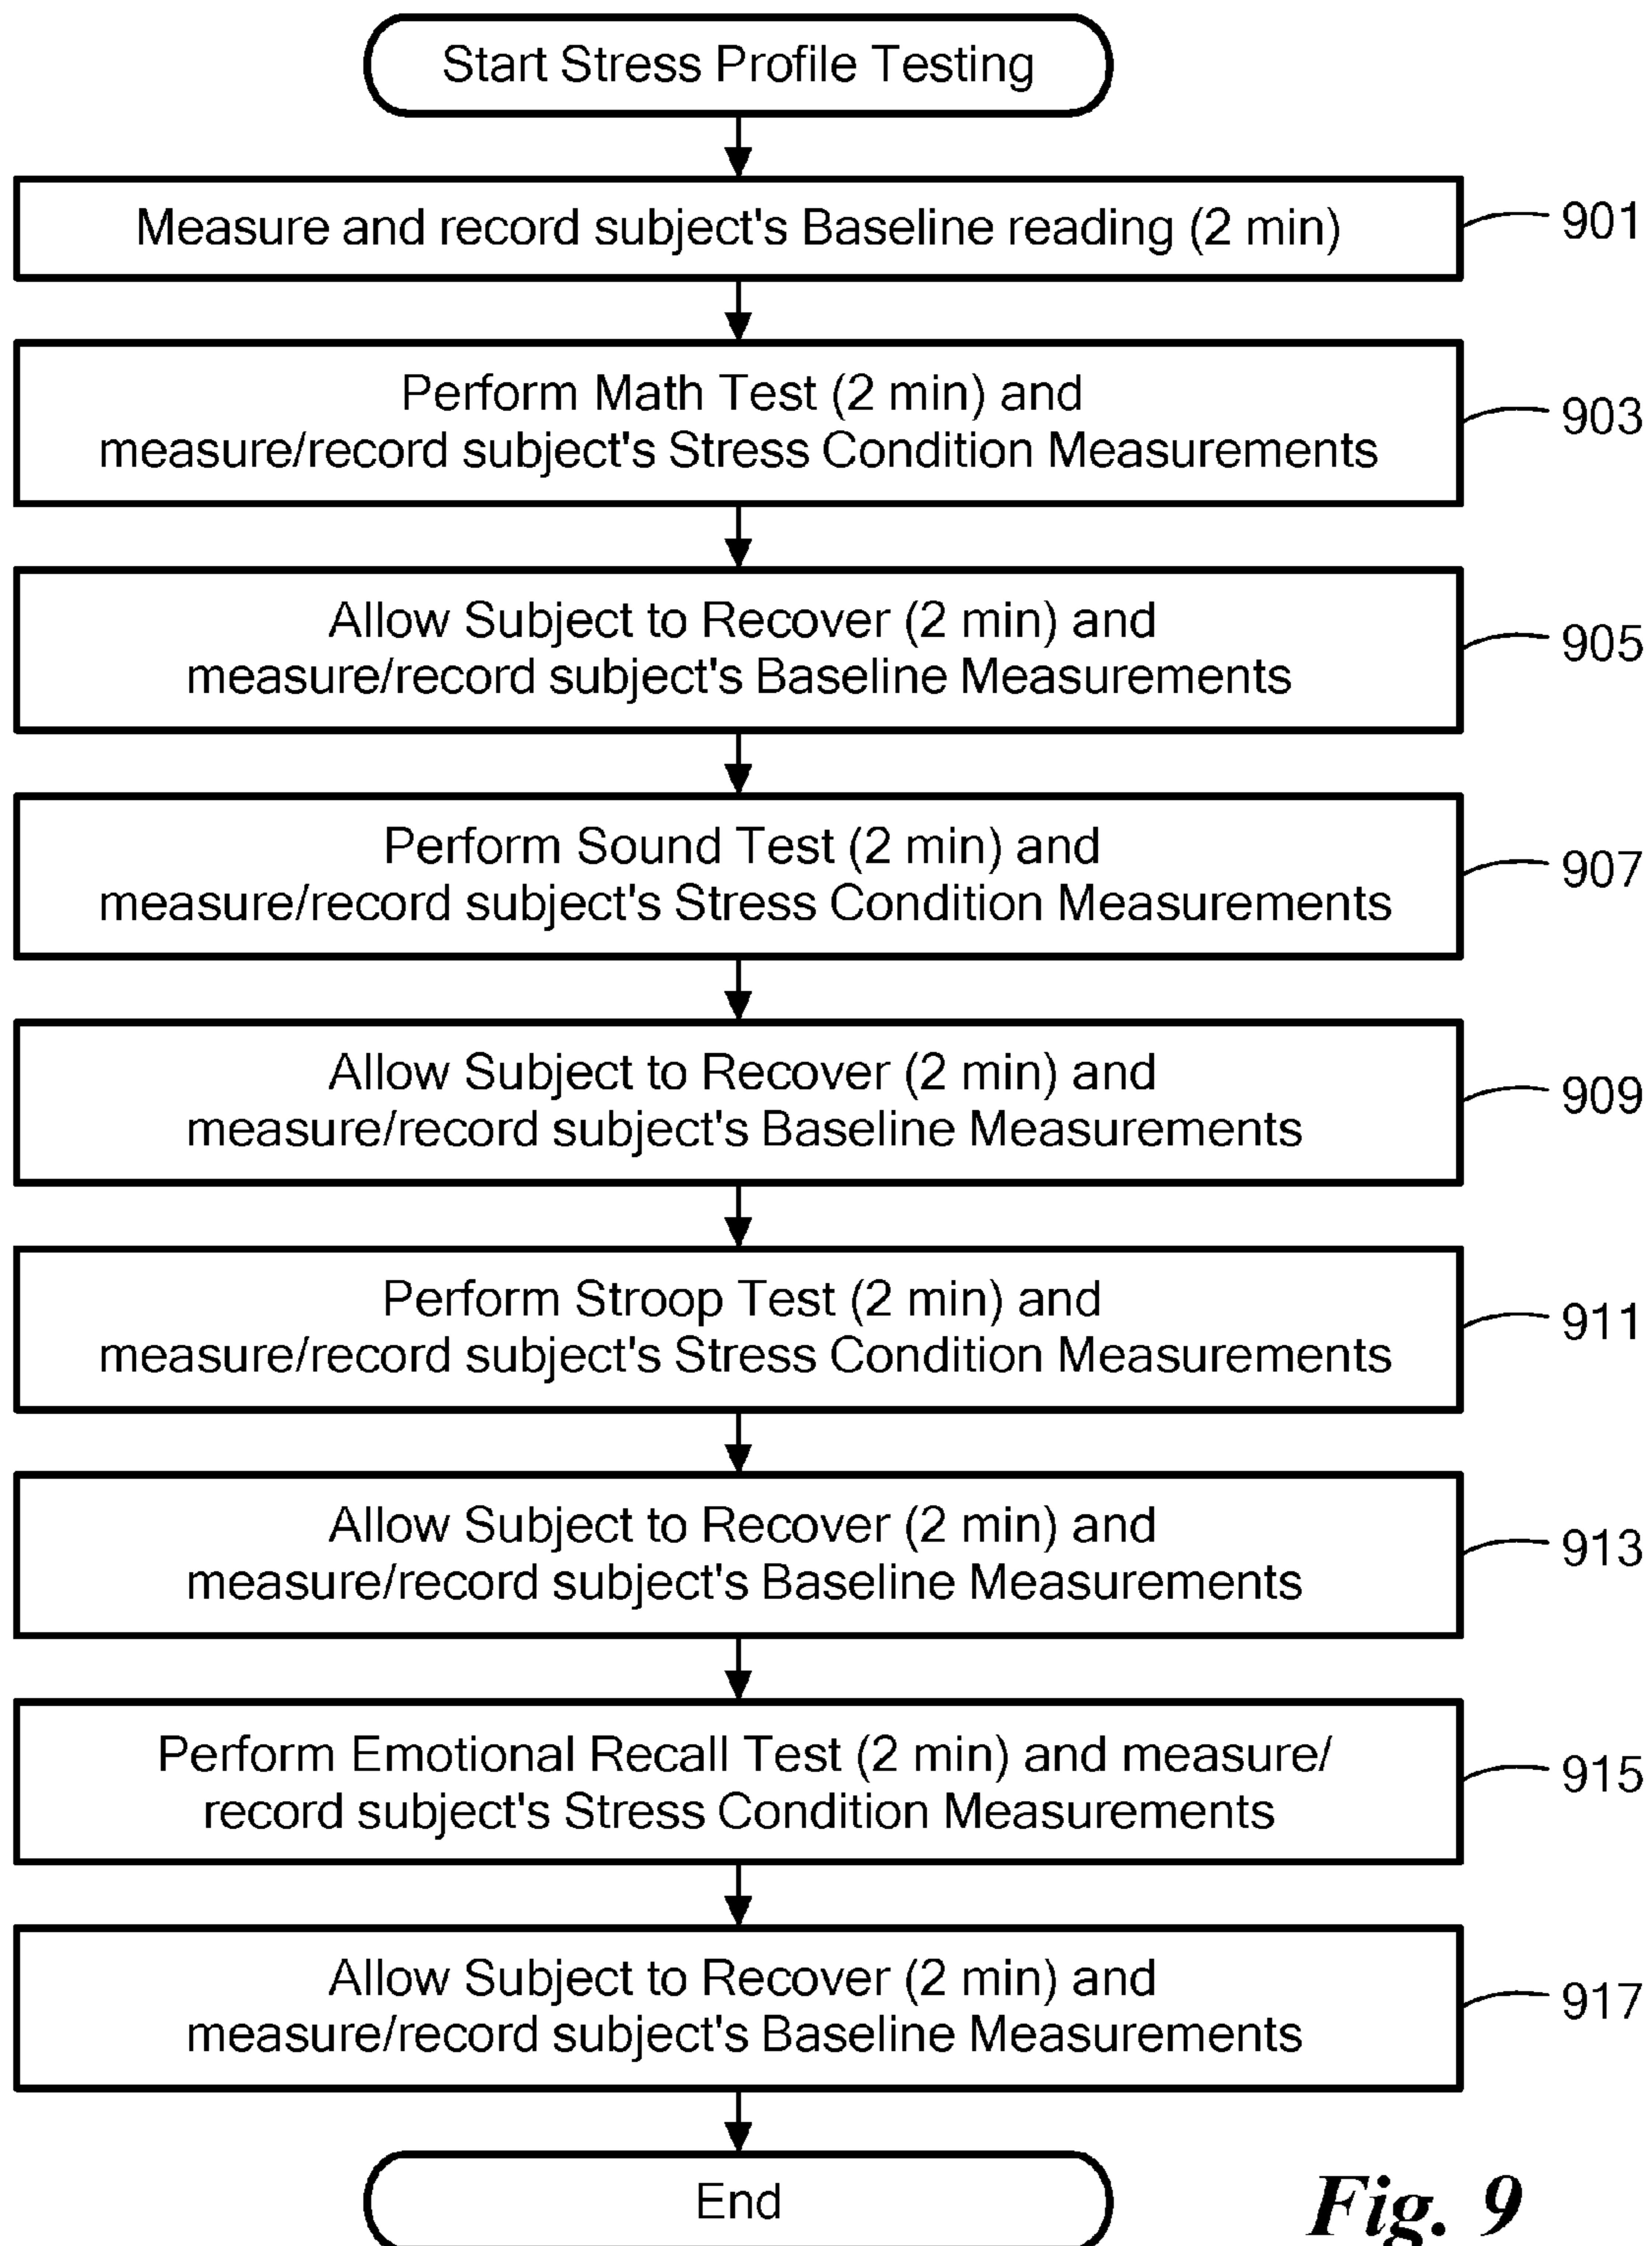 Start Stress Profile Testing
Measure and record subject's Baseline reading (2 min)
901
Perform Math Test (2 min) and
measure/record subject's Stress Condition Measurements
903
Allow Subject to Recover (2 min) and
measure/record subject's Baseline Measurements
905
Perform Sound Test (2 min) and
measure/record subject's Stress Condition Measurements
907
Allow Subject to Recover (2 min) and
measure/record subject's Baseline Measurements
909
Perform Stroop Test (2 min) and
measure/record subject's Stress Condition Measurements
911
Allow Subject to Recover (2 min) and
measure/record subject's Baseline Measurements
913
Perform Emotional Recall Test (2 min) and measure/
record subject's Stress Condition Measurements
915
Allow Subject to Recover (2 min) and
measure/record subject's Baseline Measurements
917
End
Fig. 9